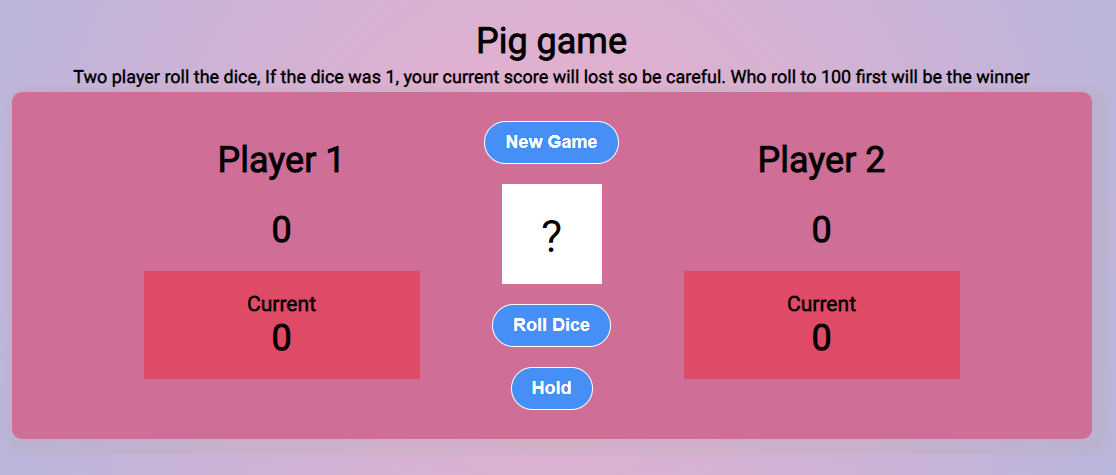 Pig game
Two player roll the dice, If the dice was 1, your current score will lost so be careful. Who roll to 100 first will be the winner
Player 1
0
Current
0
New Game
?
Roll Dice
Hold
Player 2
0
Current
0